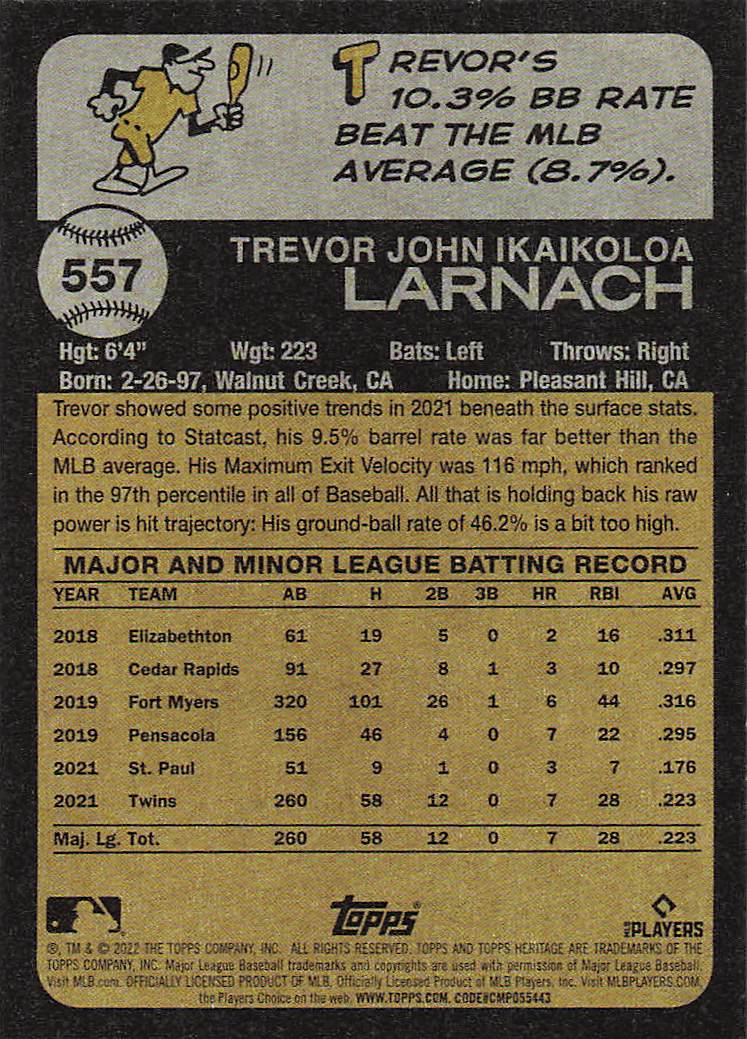 TREVOR'S
10.3% BB RATE
BEAT THE MLB
AVERAGE (8.7%).
557
TREVOR JOHN IKAIKOLOA
LARNACH
Hgt: 6'4" Wgt: 223 Bats: Left Throws: Right
Born: 2-26-97, Walnut Creek, CA Home: Pleasant Hill, CA
Trevor showed some positive trends in 2021 beneath the surface stats.
According to Statcast, his 9.5% barrel rate was far better than the
MLB average. His Maximum Exit Velocity was 116 mph, which ranked
in the 97th percentile in all of Baseball. All that is holding back his raw
power is hit trajectory: His ground-ball rate of 46.2% is a bit too high.
MAJOR AND MINOR LEAGUE BATTING RECORD
YEAR TEAM AB H 2B 3B HR RBI AVG
2018 Elizabethton 61 19 5 0 2 16 .311
2018 Cedar Rapids 91 27 8 1 3 10 .297
2019 Fort Myers 320 101 26 1 6 44 .316
2019 Pensacola 156 46 4 0 7 22 .295
2021 St. Paul 51 9 1 0 3 7 .176
2021 Twins 260 58 12 0 7 28 .223
Maj. Lg. Tot. 260 58 12 0 7 28 .223
Topps®
MLB PLAYERS
®, TM & © 2022 THE TOPPS COMPANY, INC. ALL RIGHTS RESERVED. TOPPS AND TOPPS HERITAGE ARE TRADEMARKS OF THE
TOPPS COMPANY, INC. Major League Baseball trademarks and copyrights are used with permission of Major League Baseball.
Visit MLB.com. OFFICIALLY LICENSED PRODUCT OF MLB. Officially Licensed Product of MLB Players, Inc. Visit MLBPLAYERS.COM,
the Players Choice on the web. WWW.TOPPS.COM. CODE#CMP055443